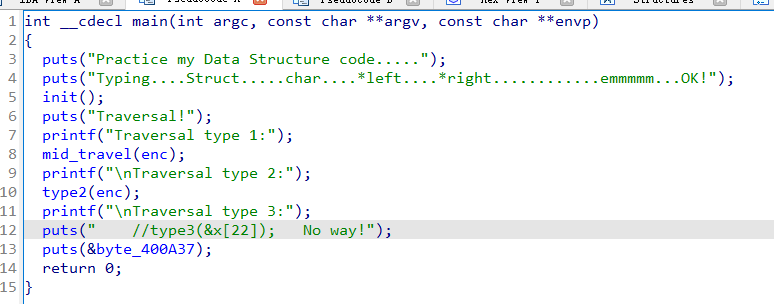 IDA View-A Pseudocode-A Pseudocode-B Hex View-1 Structures
1 int __cdecl main(int argc, const char **argv, const char **envp)
2 {
3 puts("Practice my Data Structure code.....");
4 puts("Typing....Struct.....char....*left....*right............emmmmm...OK!");
5 init();
6 puts("Traversal!");
7 printf("Traversal type 1:");
8 mid_travel(enc);
9 printf("\nTraversal type 2:");
10 type2(enc);
11 printf("\nTraversal type 3:");
12 puts("    //type3(&x[22]);   No way!");
13 puts(&byte_400A37);
14 return 0;
15 }